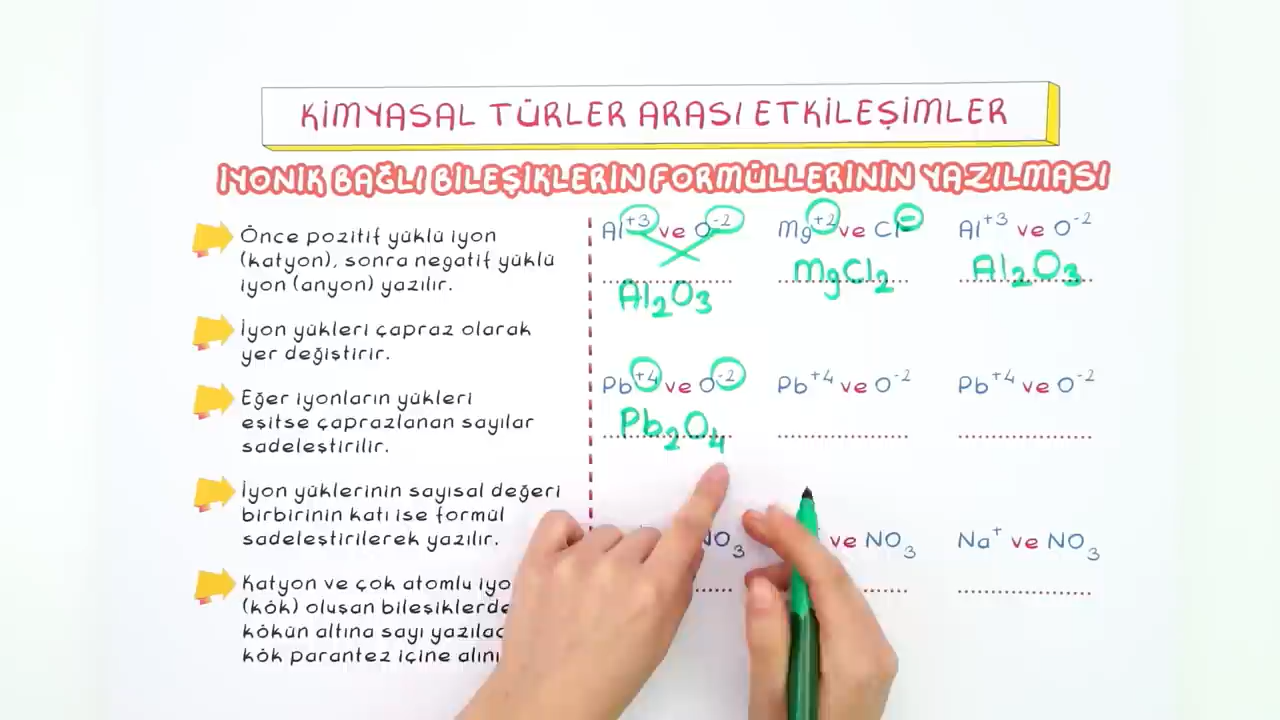 KİMYASAL TÜRLER ARASI ETKİLEŞİMLER
İYONİK BAĞLI BİLEŞİKLERİN FORMÜLLERİNİN YAZILMASI
Önce pozitif yüklü iyon
(katyon), sonra negatif yüklü
iyon (anyon) yazılır.
İyon yükleri çapraz olarak
yer değiştirir.
Eğer iyonların yükleri
eşitse çaprazlanan sayılar
sadeleştirilir.
İyon yüklerinin sayısal değeri
birbirinin katı ise formül
sadeleştirilerek yazılır.
Katyon ve çok atomlu iyo
(kök) oluşan bileşiklerde
kökün altına sayı yazılac
kök parantez içine alını
Al⁺³ ve O⁻² Mg⁺² ve Cl⁻ Al⁺³ ve O⁻²
Al₂O₃ MgCl₂ Al₂O₃
Pb⁺⁴ ve O⁻² Pb⁺⁴ ve O⁻² Pb⁺⁴ ve O⁻²
Pb₂O₄
NO₃ ve NO₃ Na⁺ ve NO₃